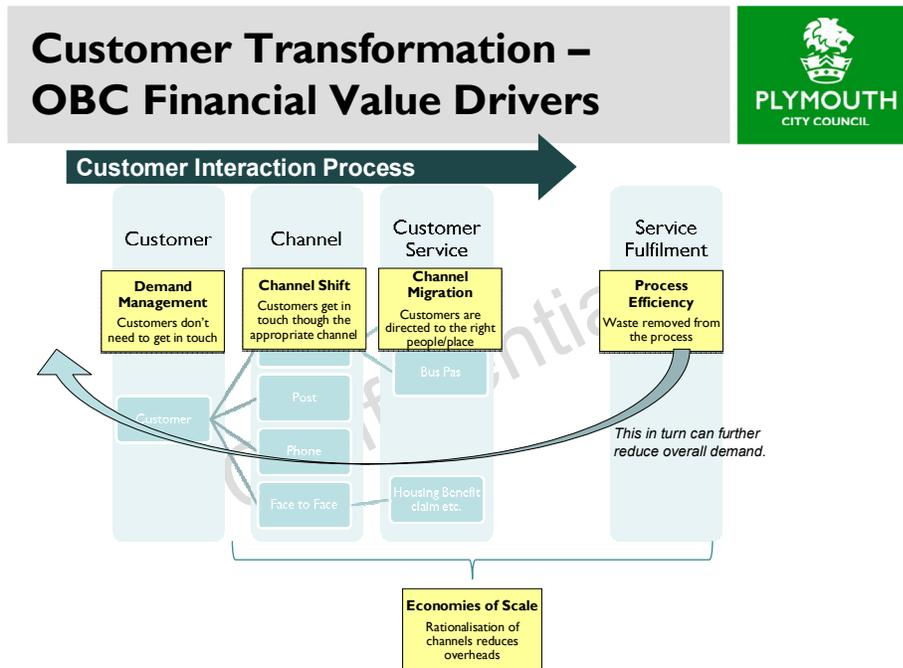 Customer Transformation –
OBC Financial Value Drivers
PLYMOUTH
CITY COUNCIL
Customer Interaction Process
Customer
Channel
Customer
Service
Service
Fulfilment
Demand
Management
Customers don't
need to get in touch
Channel Shift
Customers get in
touch though the
appropriate channel
Channel
Migration
Customers are
directed to the right
people/place
Process
Efficiency
Waste removed from
the process
Customer
Post
Phone
Face to Face
Bus Pas
Housing Benefit
claim etc.
This in turn can further
reduce overall demand.
Economies of Scale
Rationalisation of
channels reduces
overheads